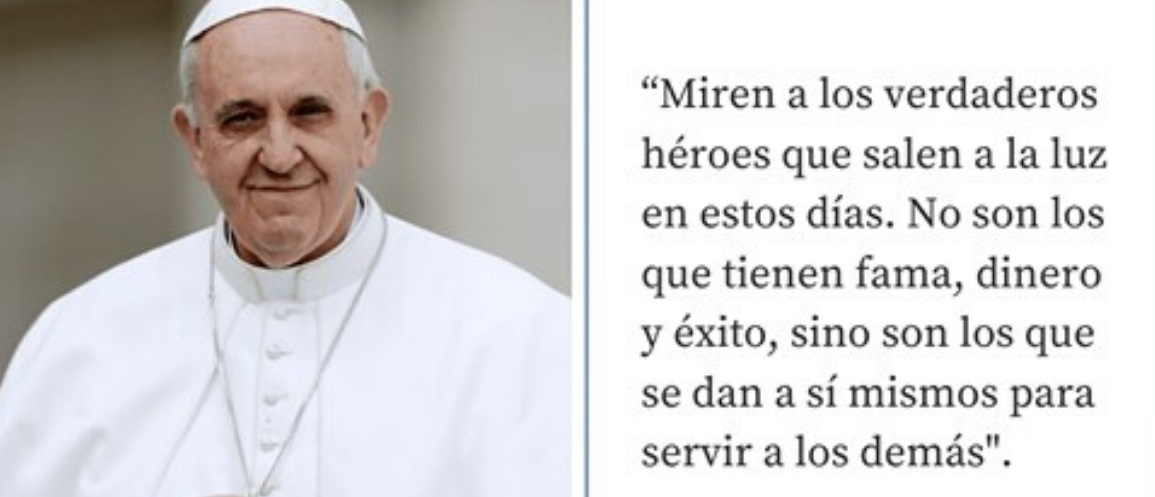 “Miren a los verdaderos
héroes que salen a la luz
en estos días. No son los
que tienen fama, dinero
y éxito, sino son los que
se dan a sí mismos para
servir a los demás".